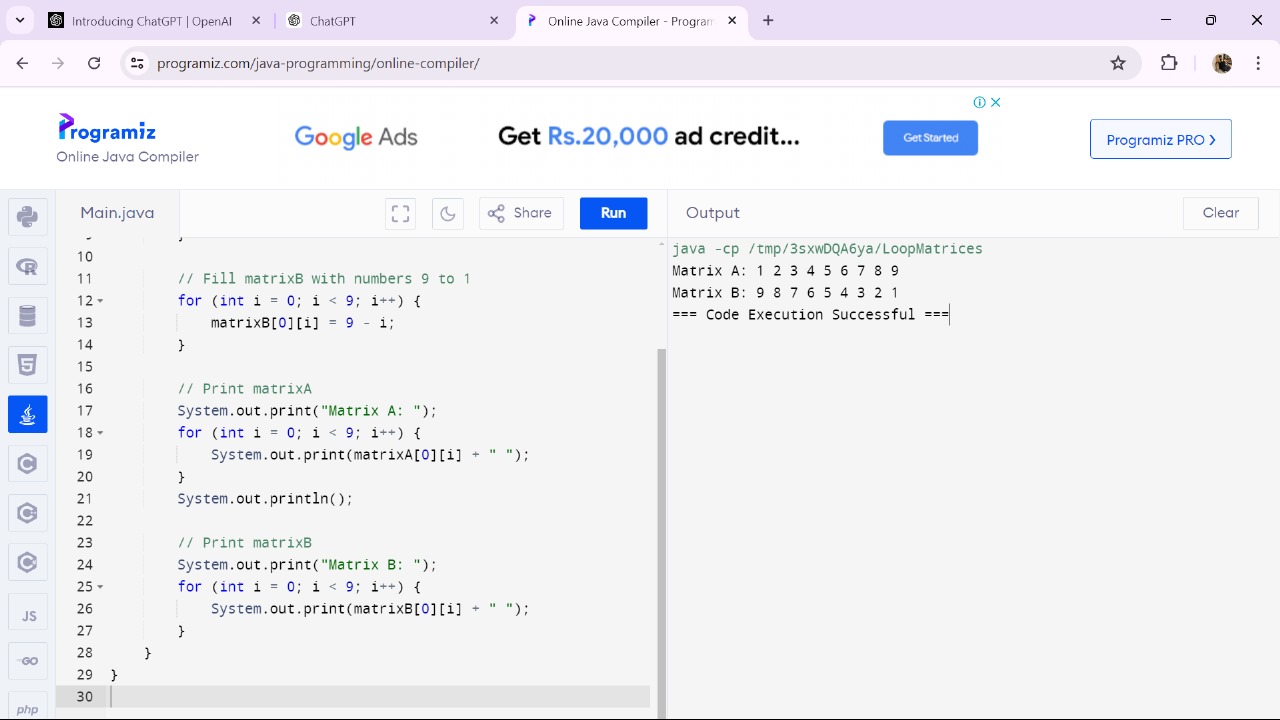 Introducing ChatGPT | OpenAI
ChatGPT
Online Java Compiler - Program
programiz.com/java-programming/online-compiler/
Programiz
Online Java Compiler
Google Ads
Get Rs.20,000 ad credit...
Get Started
Programiz PRO >
Main.java
Share
Run
Output
Clear
10
11 // Fill matrixB with numbers 9 to 1
12 for (int i = 0; i < 9; i++) {
13 matrixB[0][i] = 9 - i;
14 }
15
16 // Print matrixA
17 System.out.print("Matrix A: ");
18 for (int i = 0; i < 9; i++) {
19 System.out.print(matrixA[0][i] + " ");
20 }
21 System.out.println();
22
23 // Print matrixB
24 System.out.print("Matrix B: ");
25 for (int i = 0; i < 9; i++) {
26 System.out.print(matrixB[0][i] + " ");
27 }
28 }
29 }
30
java -cp /tmp/3sxwDQA6ya/LoopMatrices
Matrix A: 1 2 3 4 5 6 7 8 9
Matrix B: 9 8 7 6 5 4 3 2 1
=== Code Execution Successful ===
JS
GO
php